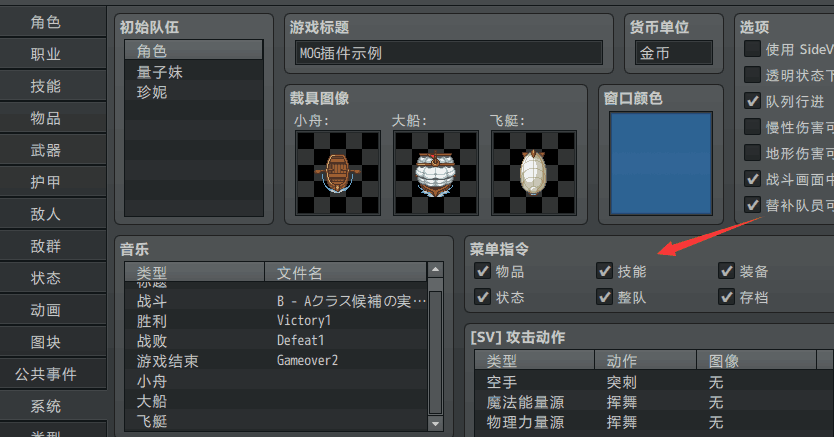 角色
职业
技能
物品
武器
护甲
敌人
敌群
状态
动画
图块
公共事件
系统
初始队伍
角色
量子妹
珍妮
游戏标题
MOG插件示例
货币单位
金币
选项
使用 SideV
透明状态下
队列行进
慢性伤害可
地形伤害可
战斗画面中
替补队员可
载具图像
小舟: 大船: 飞艇:
窗口颜色
音乐
类型 文件名
战斗 B - Aクラス候補の実···
胜利 Victory1
战败 Defeat1
游戏结束 Gameover2
小舟
大船
飞艇
菜单指令
物品 技能 装备
状态 整队 存档
[SV] 攻击动作
类型 动作 图像
空手 突刺 无
魔法能量源 挥舞 无
物理力量源 挥舞 无